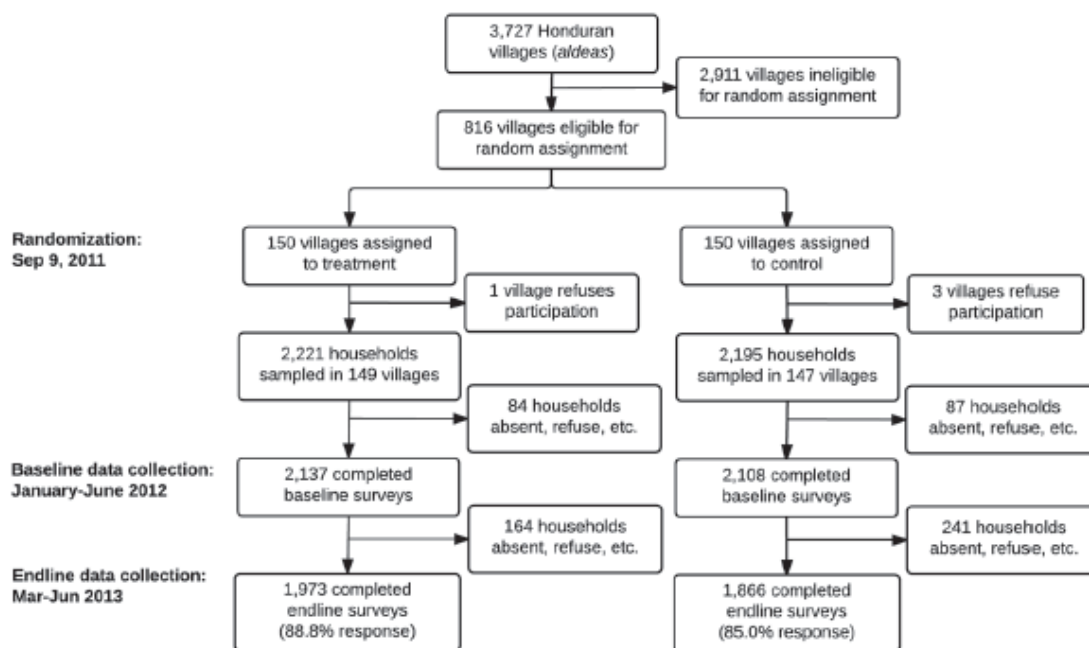 3,727 Honduran
villages (aldeas)
2,911 villages ineligible
for random assignment
816 villages eligible for
random assignment
Randomization:
Sep 9, 2011
150 villages assigned
to treatment
150 villages assigned
to control
1 village refuses
participation
3 villages refuse
participation
2,221 households
sampled in 149 villages
2,195 households
sampled in 147 villages
84 households
absent, refuse, etc.
87 households
absent, refuse, etc.
Baseline data collection:
January-June 2012
2,137 completed
baseline surveys
2,108 completed
baseline surveys
164 households
absent, refuse, etc.
241 households
absent, refuse, etc.
Endline data collection:
Mar-Jun 2013
1,973 completed
endline surveys
(88.8% response)
1,866 completed
endline surveys
(85.0% response)